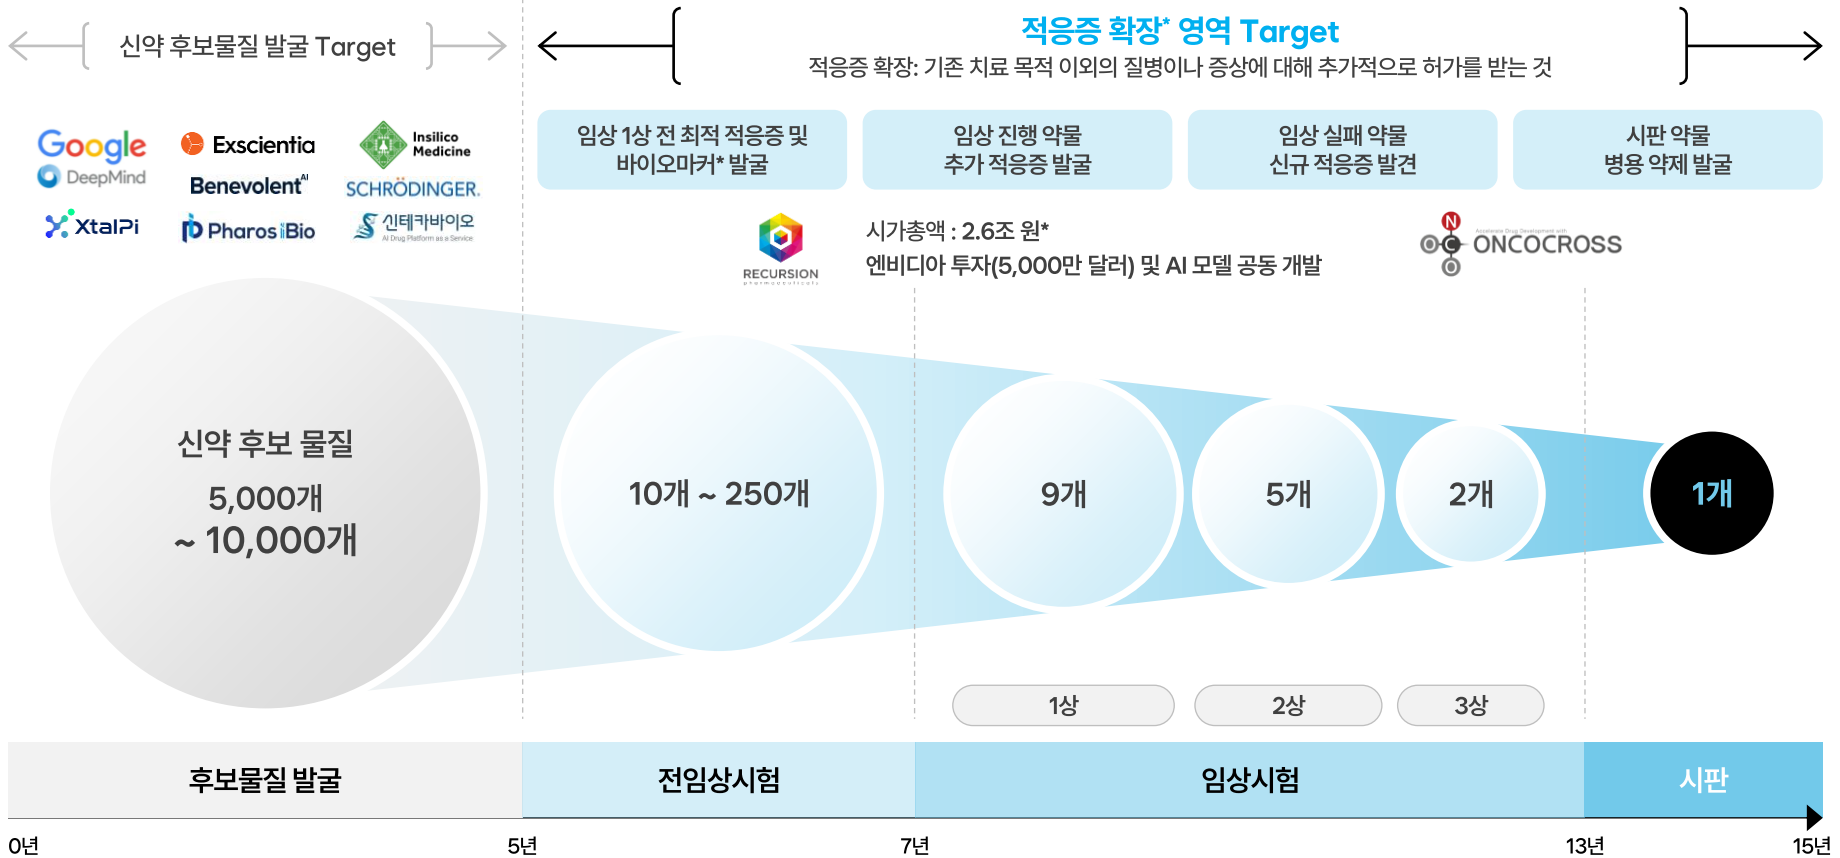 신약 후보물질 발굴 Target
적응증 확장* 영역 Target
적응증 확장: 기존 치료 목적 이외의 질병이나 증상에 대해 추가적으로 허가를 받는 것
Google
DeepMind
Exscientia
Insilico
Medicine
Benevolent AI
SCHRÖDINGER.
XtalPi
Pharos iBio
신테카바이오
AI Drug Platform as a Service
임상 1상 전 최적 적응증 및
바이오마커* 발굴
임상 진행 약물
추가 적응증 발굴
임상 실패 약물
신규 적응증 발견
시판 약물
병용 약제 발굴
RECURSION
pharmaceuticals
시가총액 : 2.6조 원*
엔비디아 투자(5,000만 달러) 및 AI 모델 공동 개발
N
O C
O
Accelerate Drug Development with
ONCOCROSS
신약 후보 물질
5,000개
~ 10,000개
10개 ~ 250개
9개
5개
2개
1개
1상
2상
3상
후보물질 발굴
전임상시험
임상시험
시판
0년
5년
7년
13년
15년